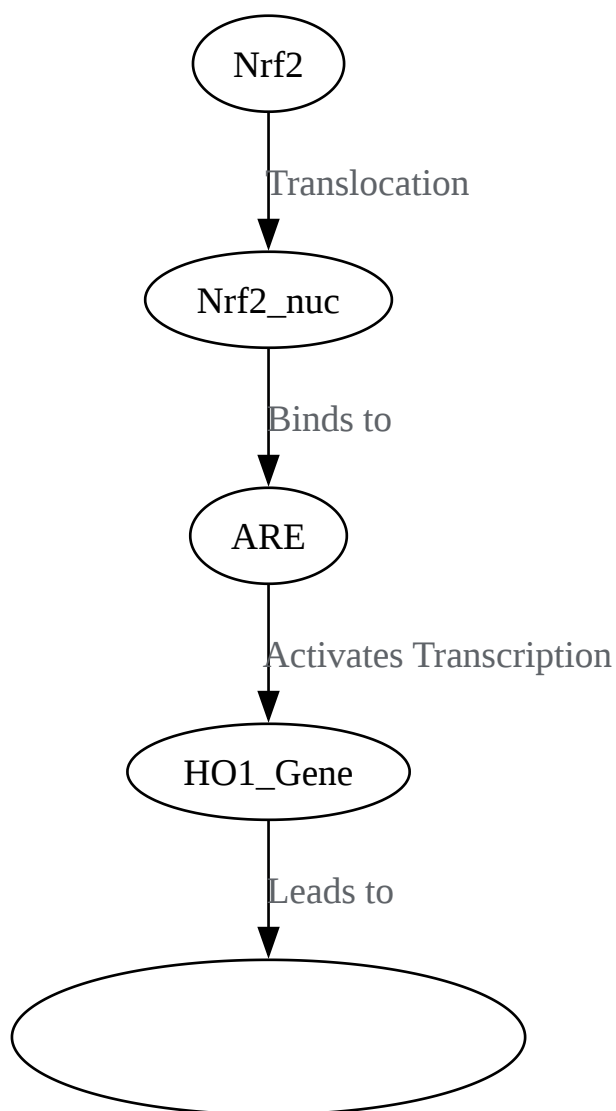 Nrf2
Translocation
Nrf2_nuc
Binds to
ARE
Activates Transcription
HO1_Gene
Leads to